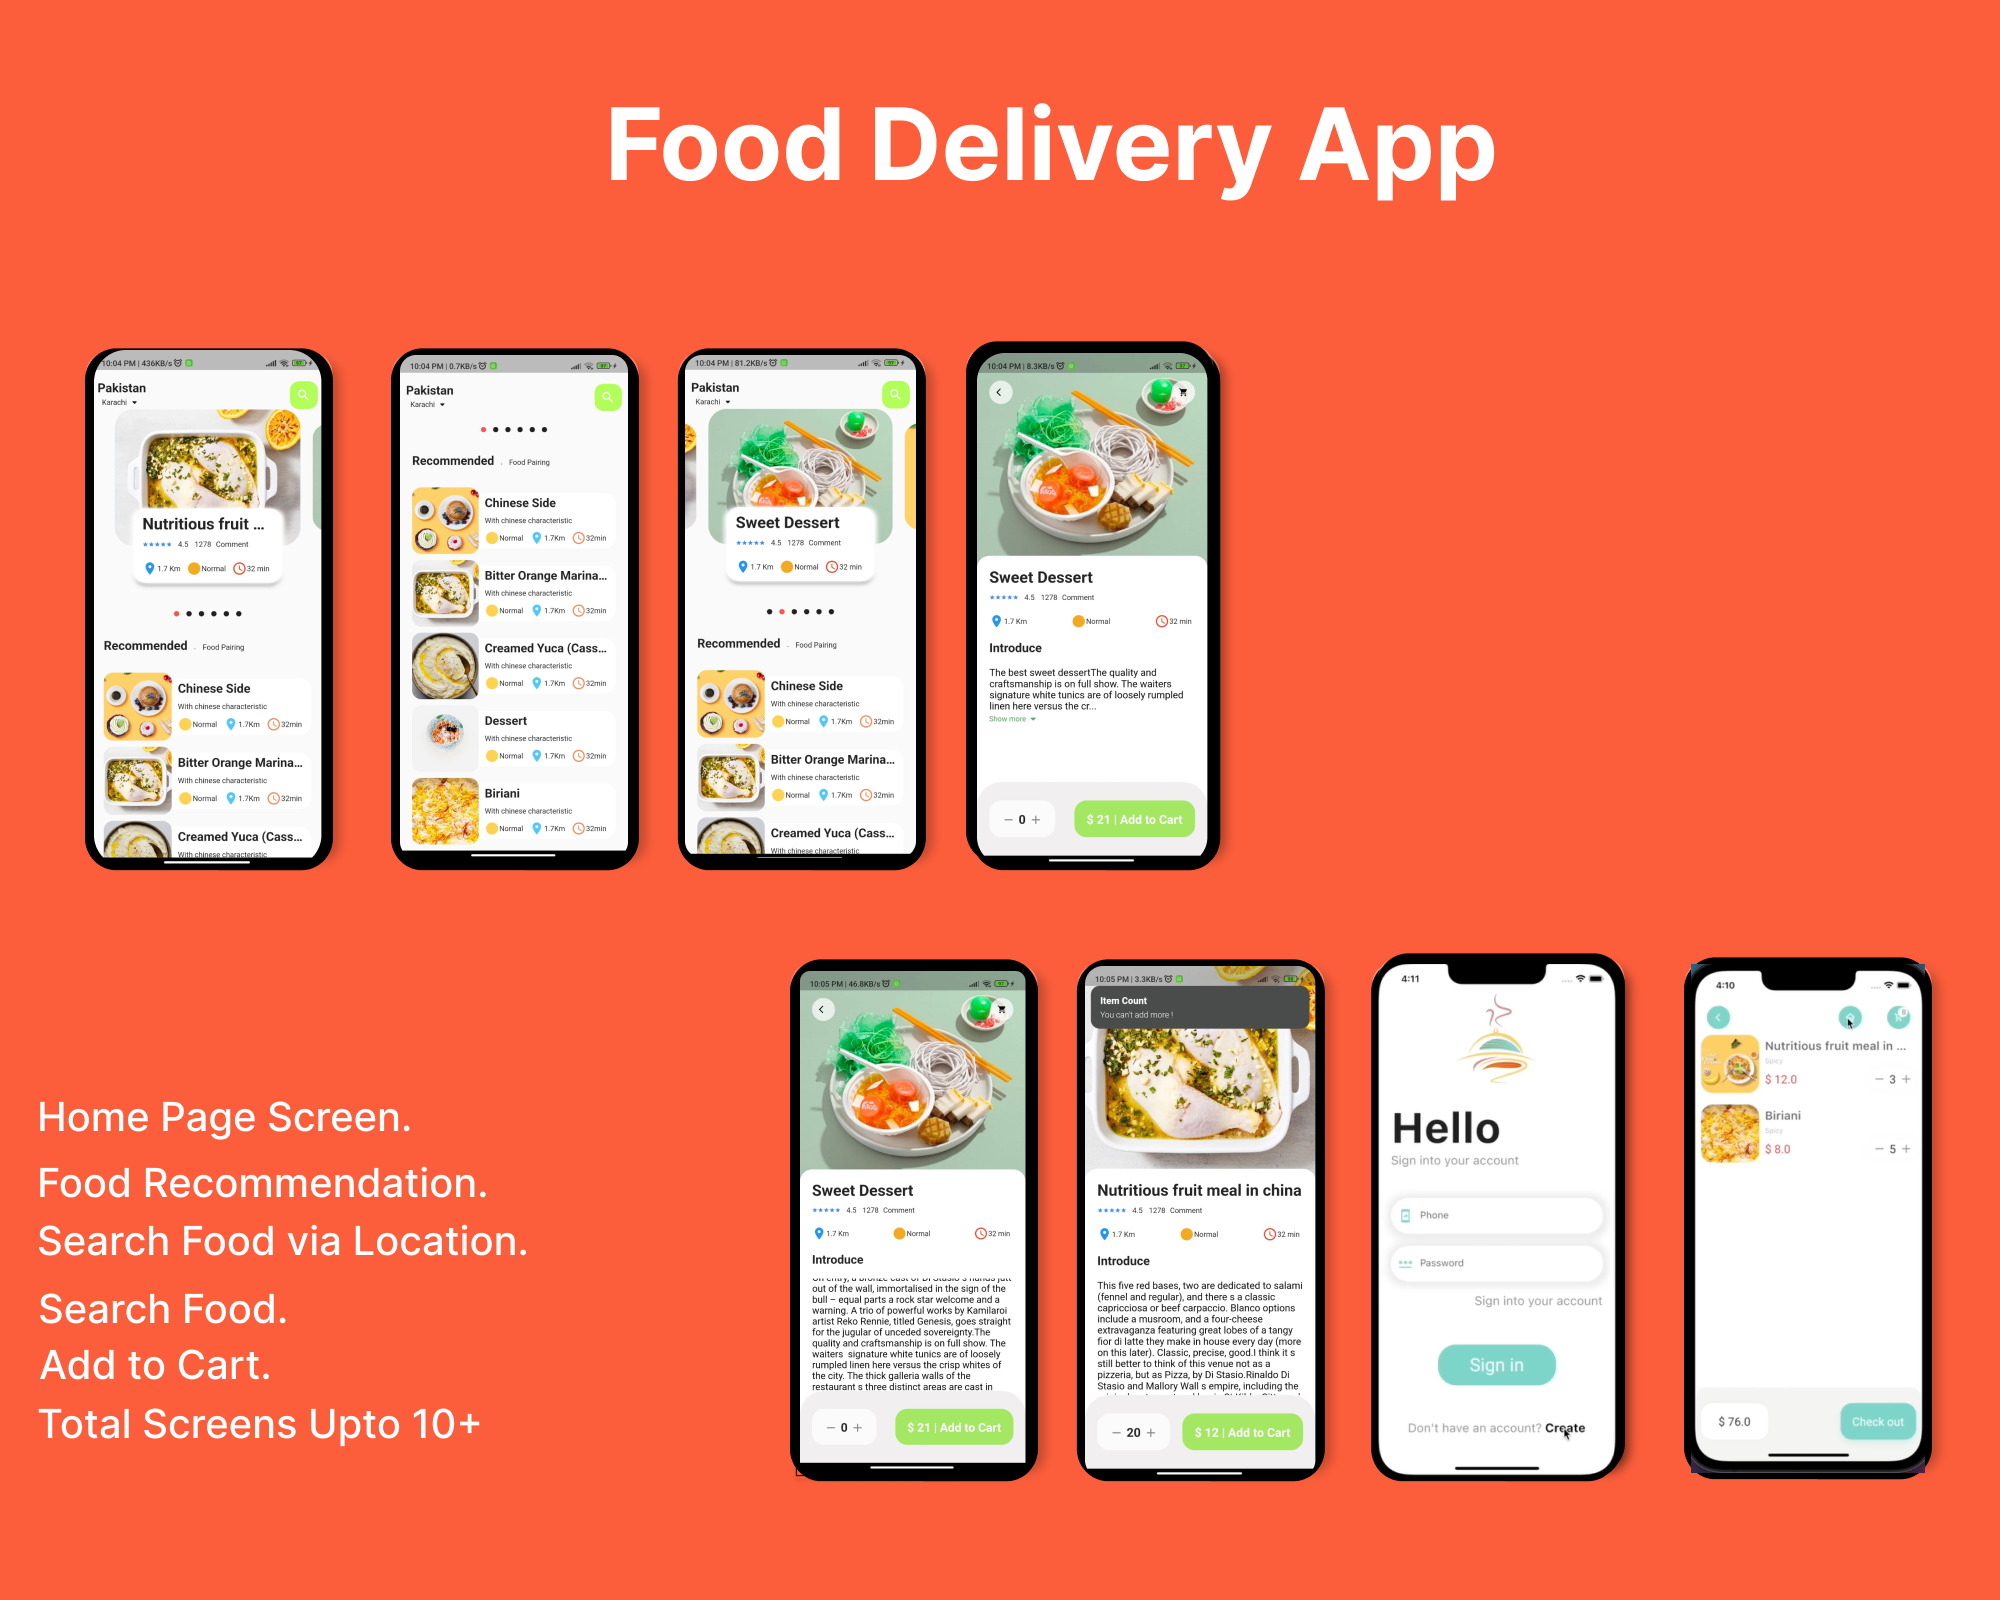 Food Delivery App
10:04 PM | 436KB/s
Pakistan
Karachi
Nutritious fruit ...
4.5 1278 Comment
1.7 Km Normal 32 min
Recommended . Food Pairing
Chinese Side
With chinese characteristic
Normal 1.7Km 32min
Bitter Orange Marina...
With chinese characteristic
Normal 1.7Km 32min
Creamed Yuca (Cass...
With chinese characteristic
10:04 PM | 0.7KB/s
Pakistan
Karachi
Recommended . Food Pairing
Chinese Side
With chinese characteristic
Normal 1.7Km 32min
Bitter Orange Marina...
With chinese characteristic
Normal 1.7Km 32min
Creamed Yuca (Cass...
With chinese characteristic
Normal 1.7Km 32min
Dessert
With chinese characteristic
Normal 1.7Km 32min
Biriani
With chinese characteristic
Normal 1.7Km 32min
10:04 PM | 81.2KB/s
Pakistan
Karachi
Sweet Dessert
4.5 1278 Comment
1.7 Km Normal 32 min
Recommended . Food Pairing
Chinese Side
With chinese characteristic
Normal 1.7Km 32min
Bitter Orange Marina...
With chinese characteristic
Normal 1.7Km 32min
Creamed Yuca (Cass...
With chinese characteristic
10:04 PM | 8.3KB/s
Sweet Dessert
4.5 1278 Comment
1.7 Km Normal 32 min
Introduce
The best sweet dessertThe quality and
craftsmanship is on full show. The waiters
signature white tunics are of loosely rumpled
linen here versus the cr...
Show more
− 0 +
$ 21 | Add to Cart
Home Page Screen.
Food Recommendation.
Search Food via Location.
Search Food.
Add to Cart.
Total Screens Upto 10+
10:05 PM | 46.8KB/s
Sweet Dessert
4.5 1278 Comment
1.7 Km Normal 32 min
Introduce
On entry, a bronze cast of Di Stasio s hands jutt
out of the wall, immortalised in the sign of the
bull – equal parts a rock star welcome and a
warning. A trio of powerful works by Kamilaroi
artist Reko Rennie, titled Genesis, goes straight
for the jugular of unceded sovereignty.The
quality and craftsmanship is on full show. The
waiters signature white tunics are of loosely
rumpled linen here versus the crisp whites of
the city. The thick galleria walls of the
restaurant s three distinct areas are cast in
− 0 +
$ 21 | Add to Cart
10:05 PM | 3.3KB/s
Item Count
You can't add more !
Nutritious fruit meal in china
4.5 1278 Comment
1.7 Km Normal 32 min
Introduce
This five red bases, two are dedicated to salami
(fennel and regular), and there s a classic
capricciosa or beef carpaccio. Blanco options
include a musroom, and a four-cheese
extravaganza featuring great lobes of a tangy
fior di latte they make in house every day (more
on this later). Classic, precise, good.I think it s
still better to think of this venue not as a
pizzeria, but as Pizza, by Di Stasio.Rinaldo Di
Stasio and Mallory Wall s empire, including the
− 20 +
$ 12 | Add to Cart
4:11
Hello
Sign into your account
Phone
Password
Sign into your account
Sign in
Don't have an account? Create
4:10
Nutritious fruit meal in ...
Spicy
$ 12.0 − 3 +
Biriani
Spicy
$ 8.0 − 5 +
$ 76.0
Check out